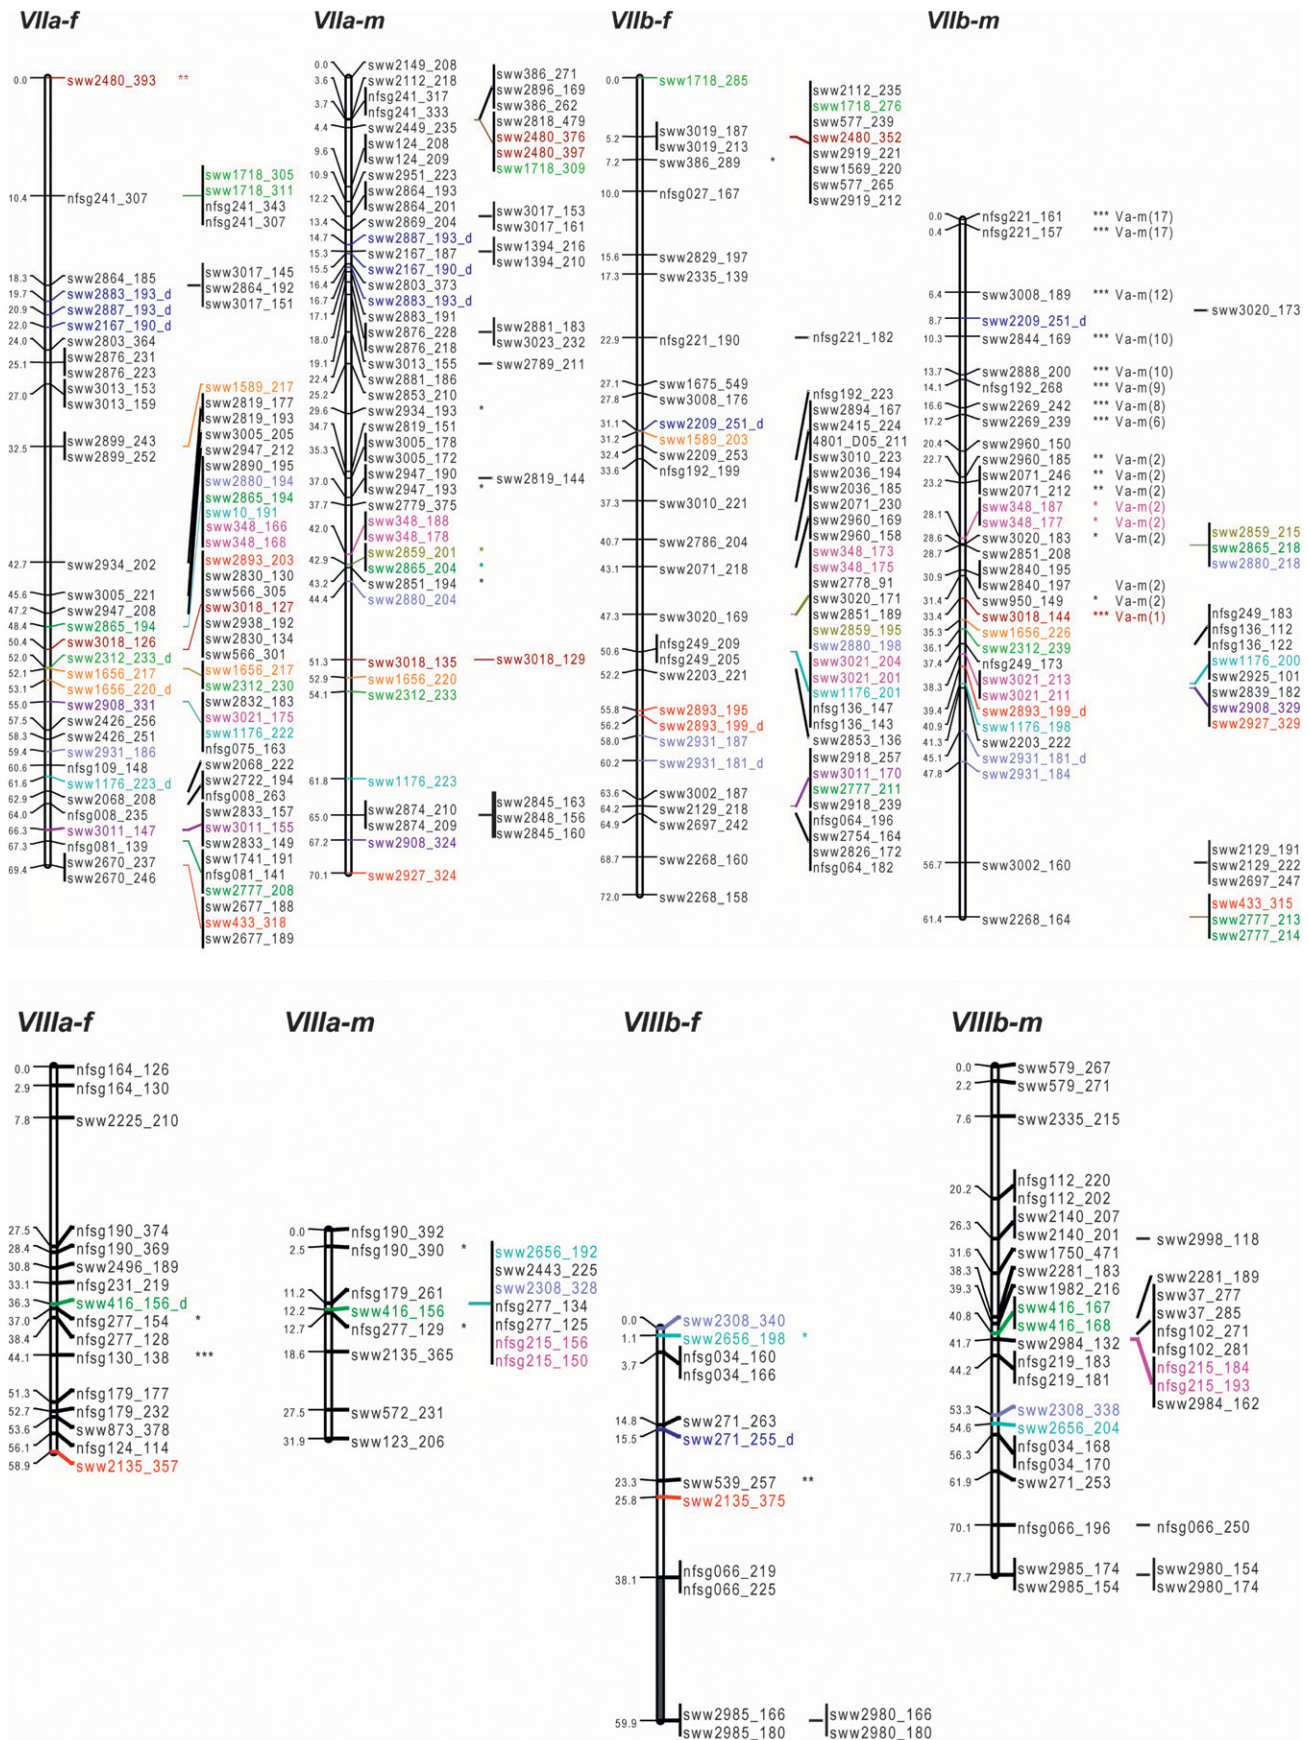 VIIa-f
0.0 sww2480_393 **
10.4 nfsg241_307
sww1718_305
sww1718_311
nfsg241_343
nfsg241_307
18.3 sww2864_185
19.7 sww2883_193_d
20.9 sww2887_193_d
22.0 sww2167_190_d
24.0 sww2803_364
25.1 sww2876_231
sww2876_223
27.0 sww3013_153
sww3013_159
32.5 sww2899_243
sww2899_252
42.7 sww2934_202
45.6 sww3005_221
47.2 sww2947_208
48.4 sww2865_194
50.4 sww3018_126
52.0 sww2312_233_d
52.1 sww1656_217
53.1 sww1656_220_d
55.0 sww2908_331
57.5 sww2426_256
58.3 sww2426_251
59.4 sww2931_186
60.6 nfsg109_148
61.6 sww1176_223_d
62.9 sww2068_208
64.0 nfsg008_235
66.3 sww3011_147
67.3 nfsg081_139
69.4 sww2670_237
sww2670_246
sww3017_145
sww2864_192
sww3017_151
sww1589_217
sww2819_177
sww2819_193
sww3005_205
sww2947_212
sww2890_195
sww2880_194
sww2865_194
sww10_191
sww348_166
sww348_168
sww2893_203
sww2830_130
sww566_305
sww3018_127
sww2938_192
sww2830_134
sww566_301
sww1656_217
sww2312_230
sww2832_183
sww3021_175
sww1176_222
nfsg075_163
sww2068_222
sww2722_194
nfsg008_263
sww2833_157
sww3011_155
sww2833_149
sww1741_191
nfsg081_141
sww2777_208
sww2677_188
sww433_318
sww2677_189
VIIa-m
0.0 sww2149_208
3.6 sww2112_218
3.7 nfsg241_317
nfsg241_333
4.4 sww2449_235
9.6 sww124_208
sww124_209
10.9 sww2951_223
12.2 sww2864_193
sww2864_201
13.4 sww2869_204
14.7 sww2887_193_d
15.3 sww2167_187
15.5 sww2167_190_d
16.4 sww2803_373
16.7 sww2883_193_d
17.1 sww2883_191
18.0 sww2876_228
sww2876_218
19.1 sww3013_155
22.4 sww2881_186
25.2 sww2853_210
29.6 sww2934_193 *
34.7 sww2819_151
35.3 sww3005_178
sww3005_172
37.0 sww2947_190
sww2947_193 *
37.7 sww2779_375
42.0 sww348_188
sww348_178
42.9 sww2859_201 *
sww2865_204 *
43.2 sww2851_194 *
44.4 sww2880_204
51.3 sww3018_135
52.9 sww1656_220
54.1 sww2312_233
61.8 sww1176_223
65.0 sww2874_210
sww2874_209
67.2 sww2908_324
70.1 sww2927_324
sww386_271
sww2896_169
sww386_262
sww2818_479
sww2480_376
sww2480_397
sww1718_309
sww3017_153
sww3017_161
sww1394_216
sww1394_210
sww2881_183
sww3023_232
sww2789_211
sww2819_144
sww3018_129
sww2845_163
sww2848_156
sww2845_160
VIIb-f
0.0 sww1718_285
5.2 sww3019_187
sww3019_213
7.2 sww386_289 *
10.0 nfsg027_167
15.6 sww2829_197
17.3 sww2335_139
22.9 nfsg221_190
27.1 sww1675_549
27.8 sww3008_176
31.1 sww2209_251_d
31.2 sww1589_203
32.4 sww2209_253
33.6 nfsg192_199
37.3 sww3010_221
40.7 sww2786_204
43.1 sww2071_218
47.3 sww3020_169
50.6 nfsg249_209
nfsg249_205
52.2 sww2203_221
55.8 sww2893_195
56.2 sww2893_199_d
58.0 sww2931_187
60.2 sww2931_181_d
63.6 sww3002_187
64.2 sww2129_218
64.9 sww2697_242
68.7 sww2268_160
72.0 sww2268_158
sww2112_235
sww1718_276
sww577_239
sww2480_352
sww2919_221
sww1569_220
sww577_265
sww2919_212
nfsg221_182
nfsg192_223
sww2894_167
sww2415_224
4801_D05_211
sww3010_223
sww2036_194
sww2036_185
sww2071_230
sww2960_169
sww2960_158
sww348_173
sww348_175
sww2778_91
sww3020_171
sww2851_189
sww2859_195
sww2880_198
sww3021_204
sww3021_201
sww1176_201
nfsg136_147
nfsg136_143
sww2853_136
sww2918_257
sww3011_170
sww2777_211
sww2918_239
nfsg064_196
sww2754_164
sww2826_172
nfsg064_182
VIIb-m
0.0 nfsg221_161 *** Va-m(17)
0.4 nfsg221_157 *** Va-m(17)
6.4 sww3008_189 *** Va-m(12)
8.7 sww2209_251_d
10.3 sww2844_169 *** Va-m(10)
13.7 sww2888_200 *** Va-m(10)
14.1 nfsg192_268 *** Va-m(9)
16.6 sww2269_242 *** Va-m(8)
17.2 sww2269_239 *** Va-m(6)
20.4 sww2960_150
22.7 sww2960_185 ** Va-m(2)
23.2 sww2071_246 ** Va-m(2)
sww2071_212 ** Va-m(2)
28.1 sww348_187 * Va-m(2)
sww348_177 * Va-m(2)
28.6 sww3020_183 * Va-m(2)
28.7 sww2851_208
30.9 sww2840_195
sww2840_197 Va-m(2)
31.4 sww950_149 * Va-m(2)
33.4 sww3018_144 *** Va-m(1)
35.3 sww1656_226
36.1 sww2312_239
37.4 nfsg249_173
38.3 sww3021_213
sww3021_211
39.4 sww2893_199_d
40.9 sww1176_198
41.3 sww2203_222
45.1 sww2931_181_d
47.8 sww2931_184
56.7 sww3002_160
61.4 sww2268_164
sww3020_173
sww2859_215
sww2865_218
sww2880_218
nfsg249_183
nfsg136_112
nfsg136_122
sww1176_200
sww2925_101
sww2839_182
sww2908_329
sww2927_329
sww2129_191
sww2129_222
sww2697_247
sww433_315
sww2777_213
sww2777_214
VIIIa-f
0.0 nfsg164_126
2.9 nfsg164_130
7.8 sww2225_210
27.5 nfsg190_374
28.4 nfsg190_369
30.8 sww2496_189
33.1 nfsg231_219
36.3 sww416_156_d
37.0 nfsg277_154 *
38.4 nfsg277_128
44.1 nfsg130_138 ***
51.3 nfsg179_177
52.7 nfsg179_232
53.6 sww873_378
56.1 nfsg124_114
58.9 sww2135_357
VIIIa-m
0.0 nfsg190_392
2.5 nfsg190_390 *
11.2 nfsg179_261
12.2 sww416_156
12.7 nfsg277_129 *
18.6 sww2135_365
27.5 sww572_231
31.9 sww123_206
sww2656_192
sww2443_225
sww2308_328
nfsg277_134
nfsg277_125
nfsg215_156
nfsg215_150
VIIIb-f
0.0 sww2308_340
1.1 sww2656_198 *
3.7 nfsg034_160
nfsg034_166
14.8 sww271_263
15.5 sww271_255_d
23.3 sww539_257 **
25.8 sww2135_375
38.1 nfsg066_219
nfsg066_225
59.9 sww2985_166
sww2985_180
sww2980_166
sww2980_180
VIIIb-m
0.0 sww579_267
2.2 sww579_271
7.6 sww2335_215
20.2 nfsg112_220
nfsg112_202
26.3 sww2140_207
sww2140_201
31.6 sww1750_471
38.3 sww2281_183
39.3 sww1982_216
40.8 sww416_167
sww416_168
41.7 sww2984_132
44.2 nfsg219_183
nfsg219_181
53.3 sww2308_338
54.6 sww2656_204
56.3 nfsg034_168
nfsg034_170
61.9 sww271_253
70.1 nfsg066_196
77.7 sww2985_174
sww2985_154
sww2998_118
sww2281_189
sww37_277
sww37_285
nfsg102_271
nfsg102_281
nfsg215_184
nfsg215_193
sww2984_162
nfsg066_250
sww2980_154
sww2980_174